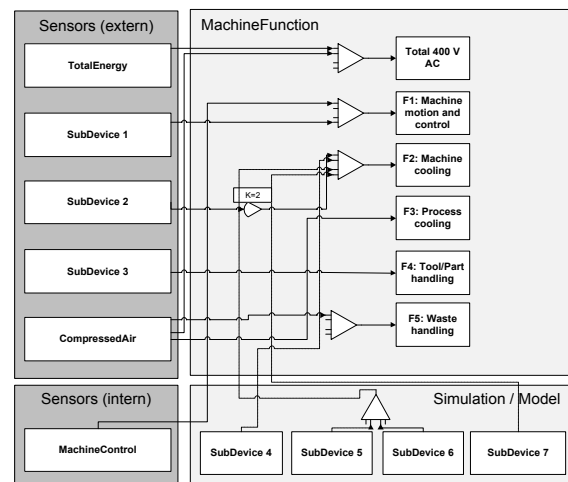 Sensors (extern)
TotalEnergy
SubDevice 1
SubDevice 2
SubDevice 3
CompressedAir
MachineFunction
Total 400 V
AC
F1: Machine
motion and
control
F2: Machine
cooling
K=2
F3: Process
cooling
F4: Tool/Part
handling
F5: Waste
handling
Sensors (intern)
MachineControl
Simulation / Model
SubDevice 4
SubDevice 5
SubDevice 6
SubDevice 7